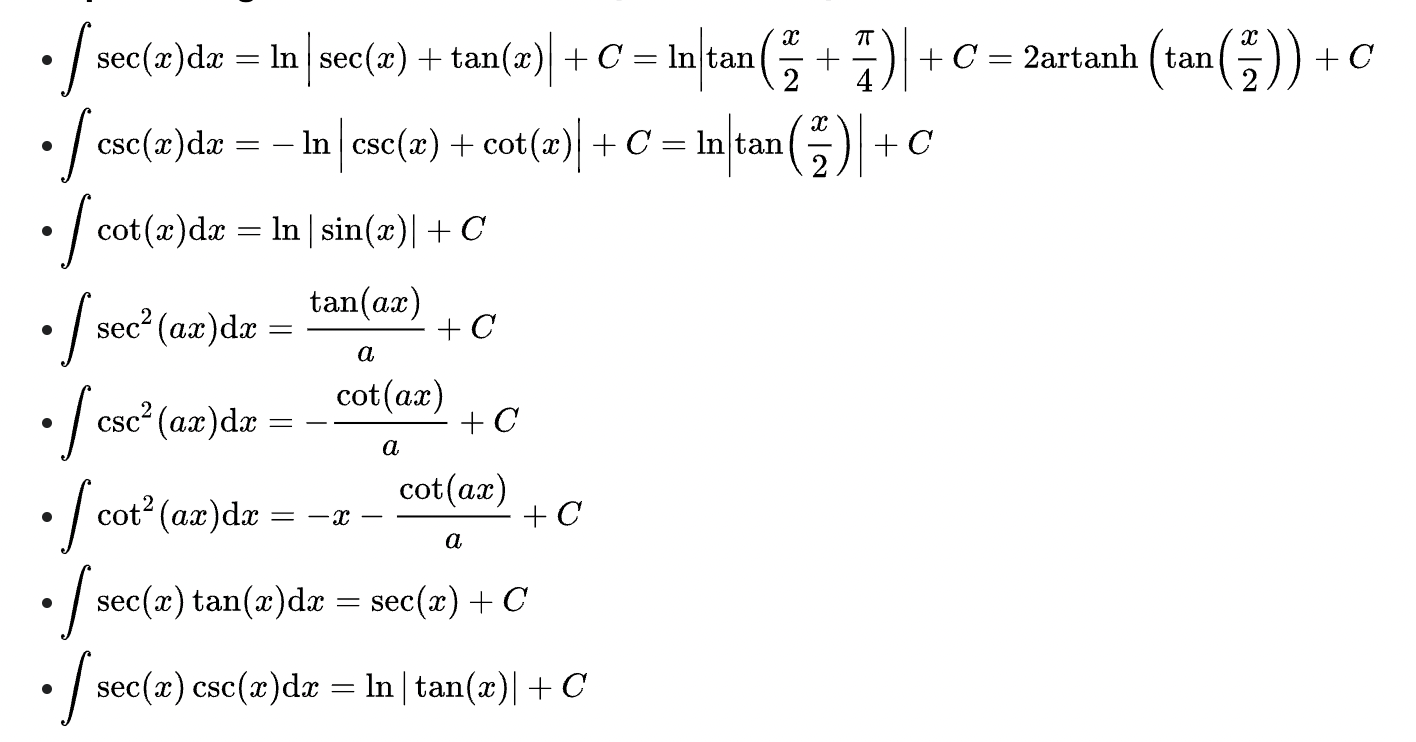 • ∫ sec(x)dx = ln|sec(x) + tan(x)| + C = ln|tan(x/2 + π/4)| + C = 2artanh(tan(x/2)) + C
• ∫ csc(x)dx = −ln|csc(x) + cot(x)| + C = ln|tan(x/2)| + C
• ∫ cot(x)dx = ln|sin(x)| + C
• ∫ sec²(ax)dx = tan(ax)/a + C
• ∫ csc²(ax)dx = −cot(ax)/a + C
• ∫ cot²(ax)dx = −x − cot(ax)/a + C
• ∫ sec(x) tan(x)dx = sec(x) + C
• ∫ sec(x) csc(x)dx = ln|tan(x)| + C